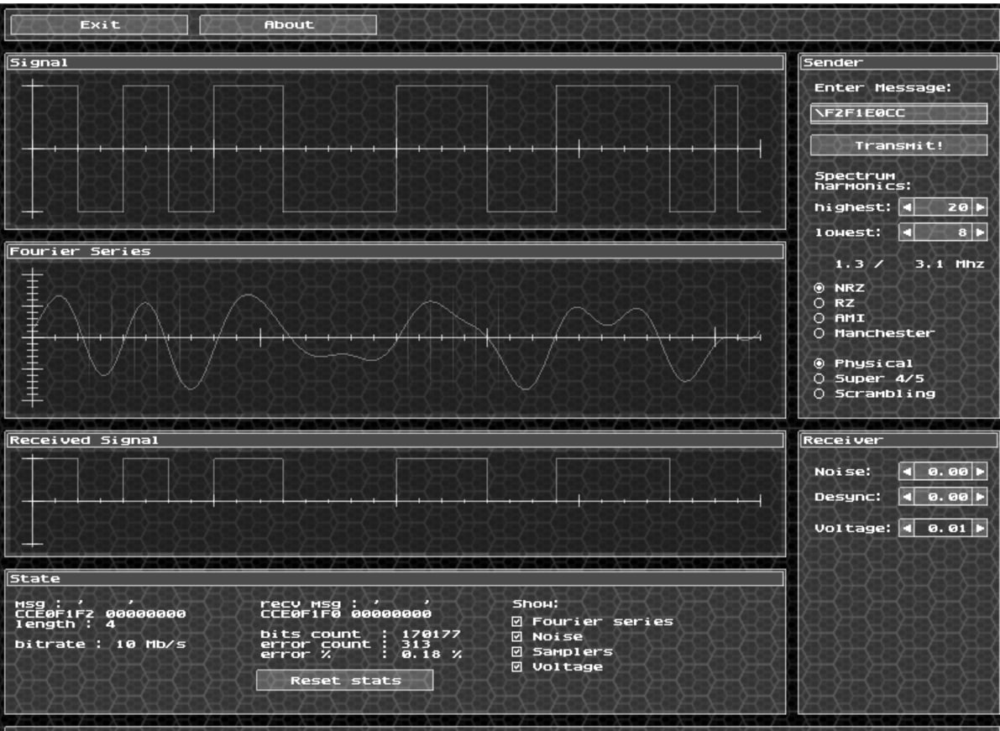 Exit About
Signal
Sender
Enter Message:
\F2F1E0CC
Transmit!
Spectrum
harmonics:
highest: 20
lowest: 8
1.3 / 3.1 Mhz
NRZ
RZ
AMI
Manchester
Physical
Super 4/5
Scrambling
Fourier Series
Received Signal
Receiver
Noise: 0.00
Desync: 0.00
Voltage: 0.01
State
msg : ' '
CCE0F1F2 00000000
length : 4
bitrate : 10 Mb/s
recv msg : ' '
CCE0F1F0 00000000
bits count : 170177
error count : 313
error % : 0.18 %
Reset stats
Show:
Fourier series
Noise
Samplers
Voltage